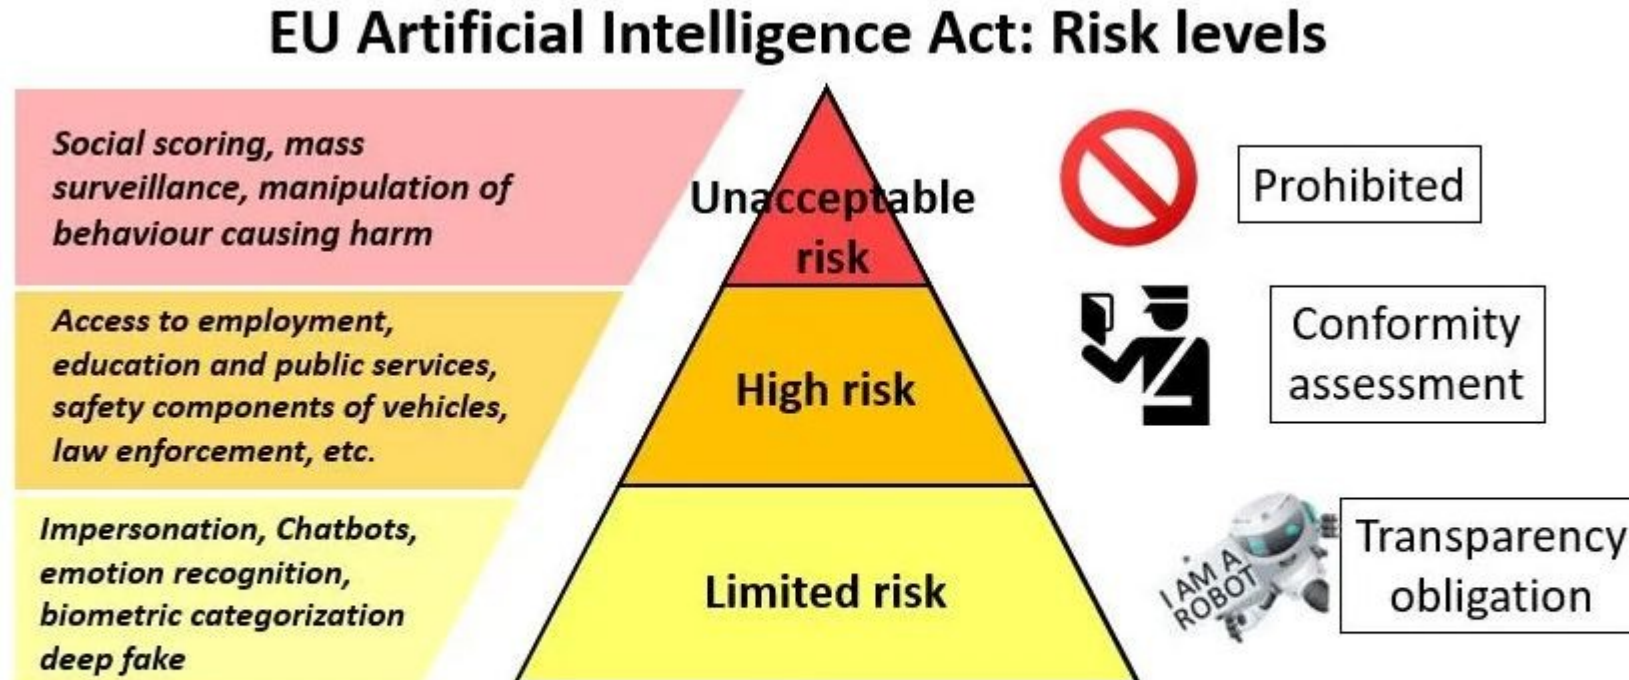 EU Artificial Intelligence Act: Risk levels
Social scoring, mass
surveillance, manipulation of
behaviour causing harm
Unacceptable
risk
Prohibited
Access to employment,
education and public services,
safety components of vehicles,
law enforcement, etc.
High risk
Conformity
assessment
Impersonation, Chatbots,
emotion recognition,
biometric categorization
deep fake
Limited risk
I AM A
ROBOT
Transparency
obligation